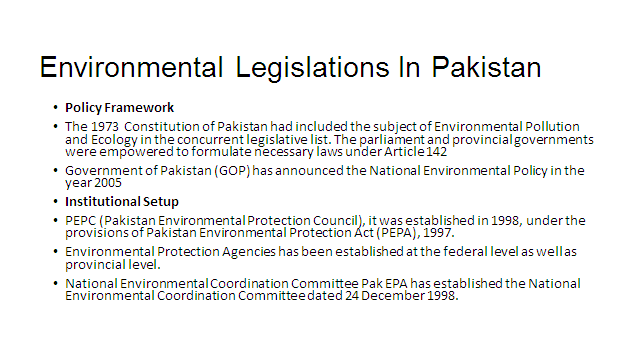 Environmental Legislations In Pakistan
• Policy Framework
• The 1973 Constitution of Pakistan had included the subject of Environmental Pollution
and Ecology in the concurrent legislative list. The parliament and provincial governments
were empowered to formulate necessary laws under Article 142
• Government of Pakistan (GOP) has announced the National Environmental Policy in the
year 2005
• Institutional Setup
• PEPC (Pakistan Environmental Protection Council), it was established in 1998, under the
provisions of Pakistan Environmental Protection Act (PEPA), 1997.
• Environmental Protection Agencies has been established at the federal level as well as
provincial level.
• National Environmental Coordination Committee Pak EPA has established the National
Environmental Coordination Committee dated 24 December 1998.